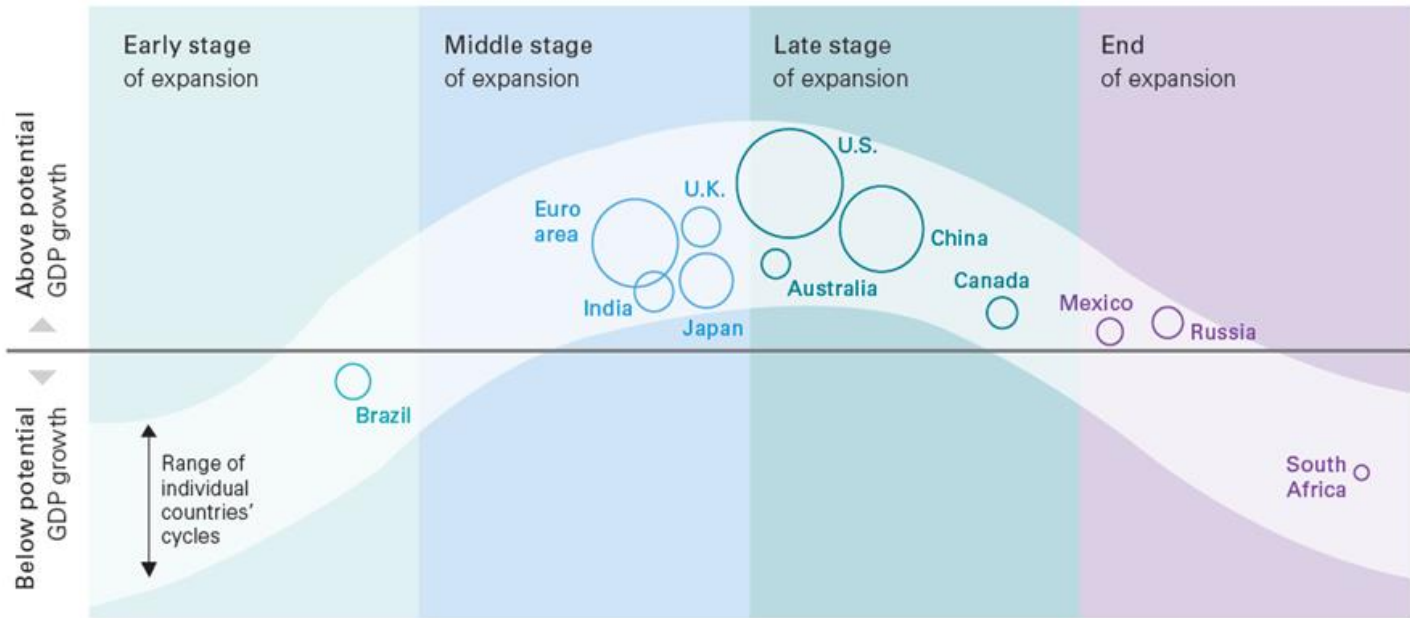 Early stage
of expansion
Middle stage
of expansion
Late stage
of expansion
End
of expansion
Above potential
GDP growth
Below potential
GDP growth
U.S.
U.K.
Euro
area
China
India
Australia
Canada
Japan
Mexico
Russia
Brazil
Range of
individual
countries'
cycles
South
Africa